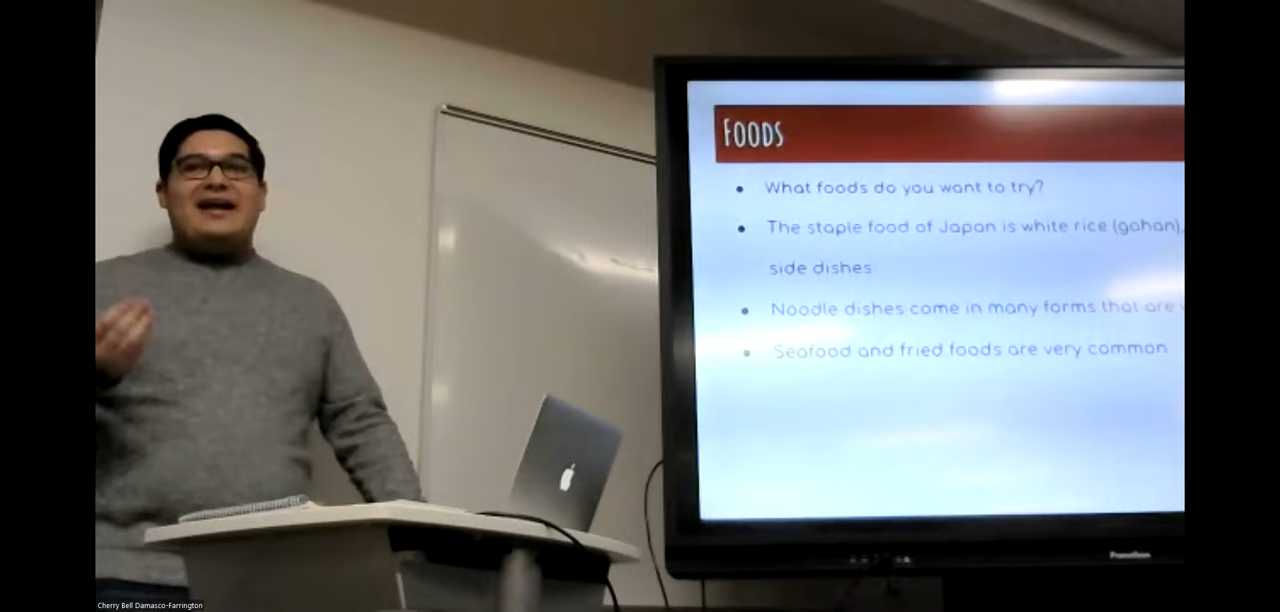 FOODS
What foods do you want to try?
The staple food of Japan is white rice (gohan),
side dishes
Noodle dishes come in many forms that are
Seafood and fried foods are very common
Promethean
Cherry Bell Damasco-Farrington